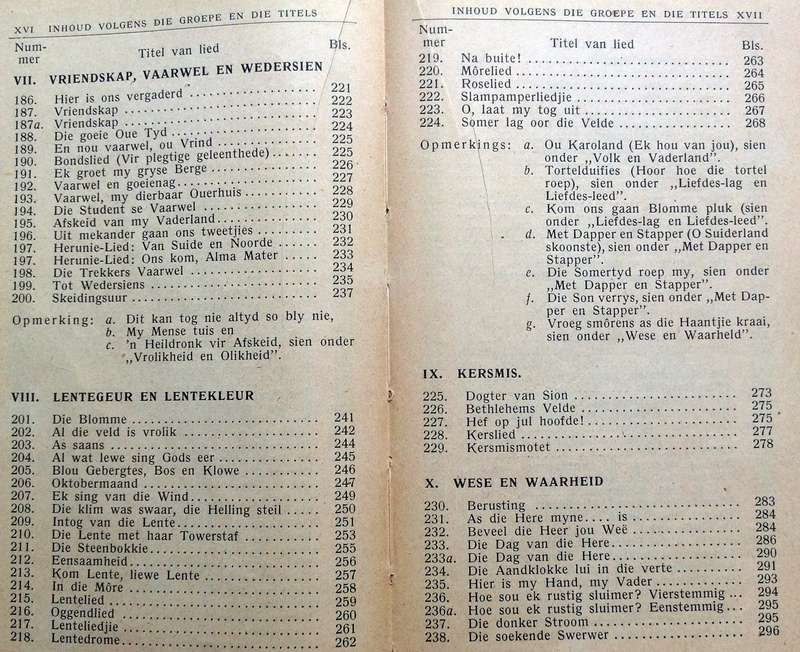 XVI INHOUD VOLGENS DIE GROEPE EN DIE TITELS
Num-
mer Titel van lied Bls.
VII. VRIENDSKAP, VAARWEL EN WEDERSIEN
186. Hier is ons vergaderd 221
187. Vriendskap 222
187a. Vriendskap 223
188. Die goeie Oue Tyd 224
189. En nou vaarwel, ou Vrind 225
190. Bondslied (Vir plegtige geleenthede) 225
191. Ek groet my gryse Berge 226
192. Vaarwel en goeienag 227
193. Vaarwel, my dierbaar Ouerhuis 228
194. Die Student se Vaarwel 229
195. Afskeid van my Vaderland 230
196. Uit mekander gaan ons tweetjies 231
197. Herunie-Lied: Van Suide en Noorde 232
197. Herunie-Lied: Ons kom, Alma Mater 233
198. Die Trekkers Vaarwel 234
199. Tot Wedersiens 235
200. Skeidingsuur 237
Opmerking: a. Dit kan tog nie altyd so bly nie,
b. My Mense tuis en
c. 'n Heildronk vir Afskeid, sien onder
„Vrolikheid en Olikheid".
VIII. LENTEGEUR EN LENTEKLEUR
201. Die Blomme 241
202. Al die veld is vrolik 242
203. As saans 244
204. Al wat lewe sing Gods eer 245
205. Blou Gebergtes, Bos en Klowe 246
206. Oktobermaand 247
207. Ek sing van die Wind 249
208. Die klim was swaar, die Helling steil 250
209. Intog van die Lente 251
210. Die Lente met haar Towerstaf 253
211. Die Steenbokkie 255
212. Eensaamheid 256
213. Kom Lente, liewe Lente 257
214. In die Môre 258
215. Lentelied 259
216. Oggendlied 260
217. Lenteliedjie 261
218. Lentedrome 262
INHOUD VOLGENS DIE GROEPE EN DIE TITELS XVII
Num-
mer Titel van lied Bls.
219. Na buite! 263
220. Môrelied 264
221. Roselied 265
222. Slampamperliedjie 266
223. O, laat my tog uit 267
224. Somer lag oor die Velde 268
Opmerkings: a. Ou Karoland (Ek hou van jou), sien
onder „Volk en Vaderland".
b. Tortelduifies (Hoor hoe die tortel
roep), sien onder „Liefdes-lag en
Liefdes-leed".
c. Kom ons gaan Blomme pluk (sien
onder „Liefdes-lag en Liefdes-leed".
d. Met Dapper en Stapper (O Suiderland
skoonste), sien onder „Met Dapper en
Stapper".
e. Die Somertyd roep my, sien onder
„Met Dapper en Stapper".
f. Die Son verrys, sien onder „Met Dap-
per en Stapper".
g. Vroeg smôrens as die Haantjie kraai,
sien onder „Wese en Waarheld".
IX. KERSMIS.
225. Dogter van Sion 273
226. Bethlehems Velde 275
227. Hef op jul hoofde! 275
228. Kerslied 277
229. Kersmismotet 278
X. WESE EN WAARHEID
230. Berusting 283
231. As die Here myne.... is 284
232. Beveel die Heer jou Weë 284
233. Die Dag van die Here 286
233a. Die Dag van die Here 290
234. Die Aandklokke lui in die verte 291
235. Hier is my Hand, my Vader 293
236. Hoe sou ek rustig sluimer? Vierstemmig 294
236a. Hoe sou ek rustig sluimer? Eenstemmig 295
237. Die donker Stroom 295
238. Die soekende Swerwer 296